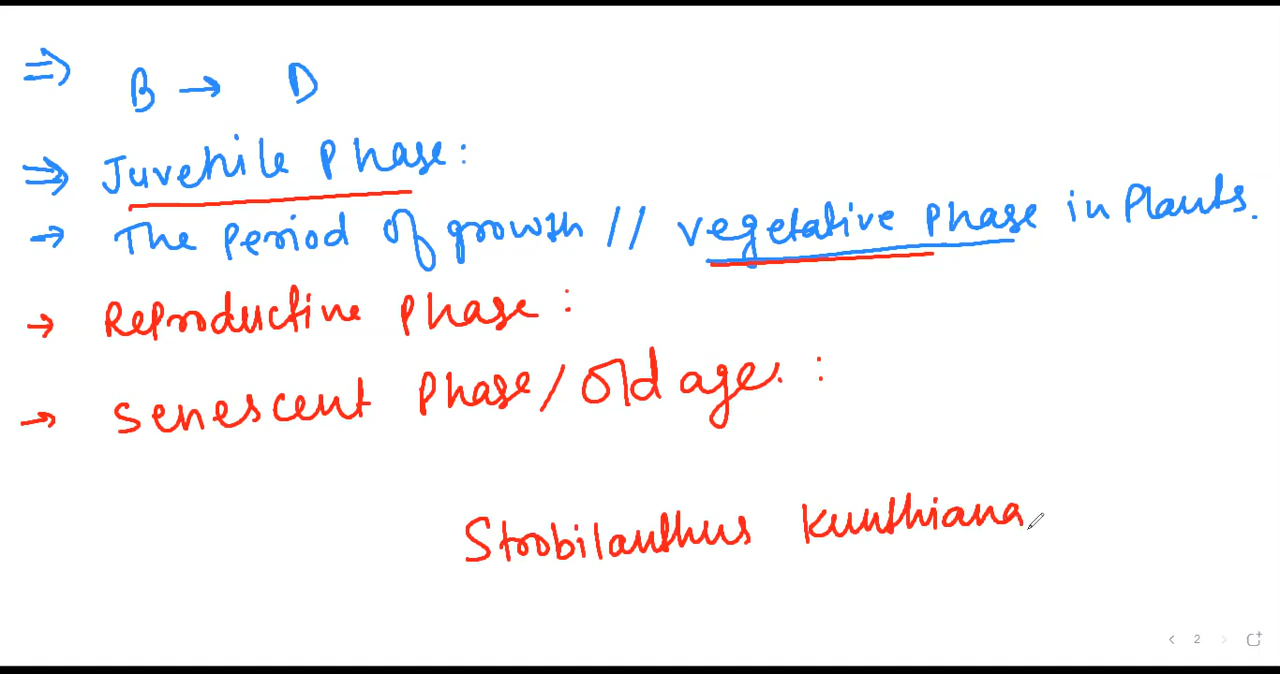 ⇒ B → D
⇒ Juvenile Phase:
→ The Period of growth // vegetative phase in Plants.
→ Reproductive Phase:
→ Senescent Phase/Old age. :
Strobilanthus Kunthiana
< 2 >